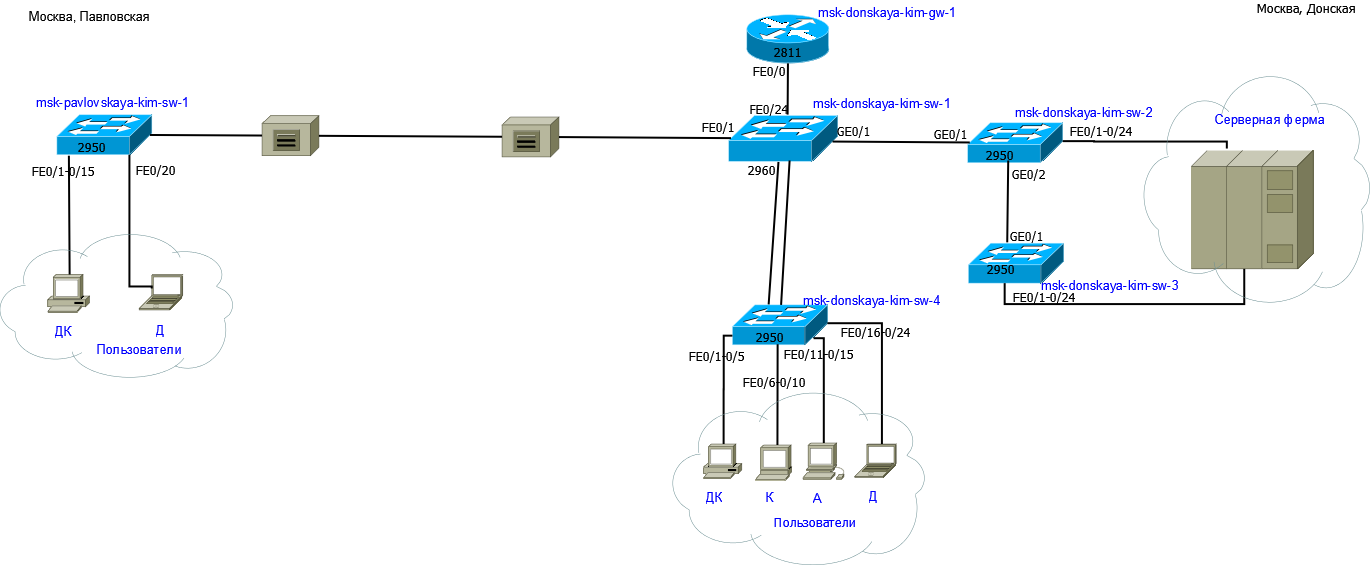 Москва, Павловская
msk-donskaya-kim-gw-1
Москва, Донская
2811
FE0/0
msk-pavlovskaya-kim-sw-1
2950
FE0/1-0/15
FE0/20
ДК
Д
Пользователи
FE0/24
msk-donskaya-kim-sw-1
FE0/1
GE0/1
2960
msk-donskaya-kim-sw-2
GE0/1
FE0/1-0/24
2950
GE0/2
Серверная ферма
GE0/1
2950
msk-donskaya-kim-sw-3
FE0/1-0/24
msk-donskaya-kim-sw-4
2950
FE0/16-0/24
FE0/1-0/5
FE0/11-0/15
FE0/6-0/10
ДК
К
А
Д
Пользователи